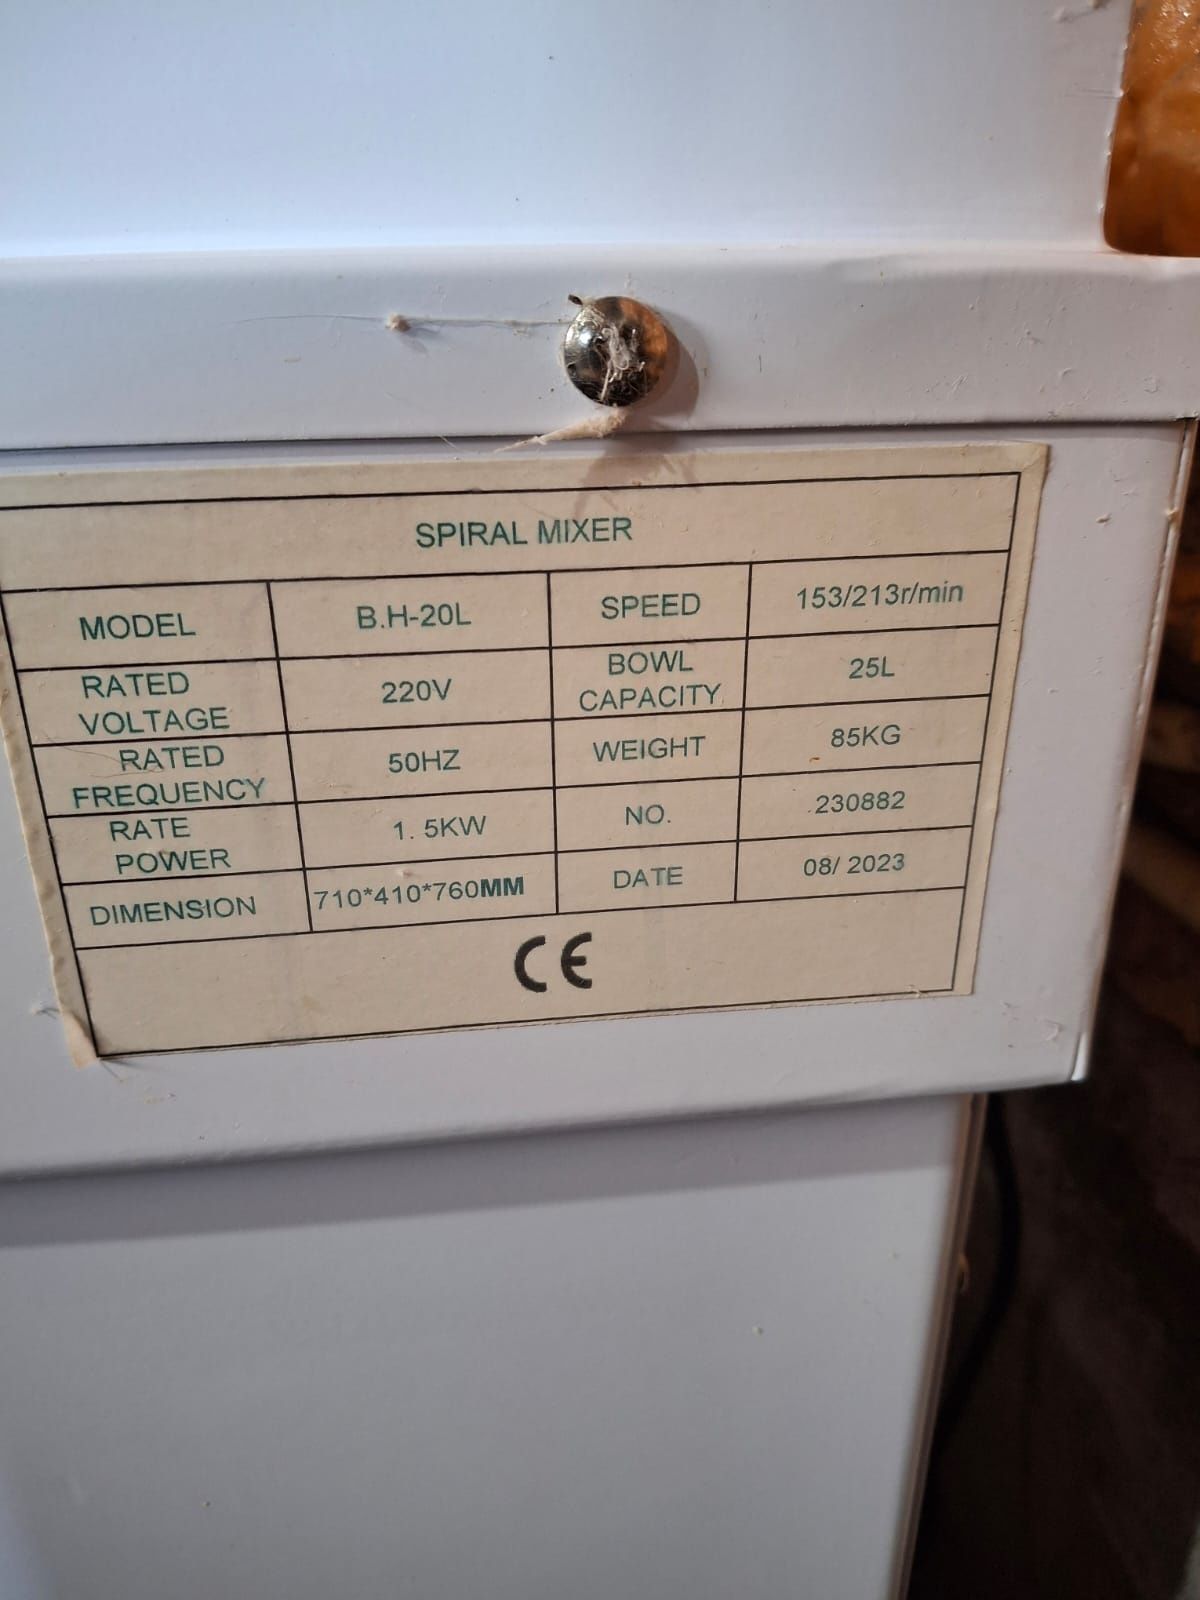 SPIRAL MIXER
MODEL B.H-20L SPEED 153/213r/min
RATED VOLTAGE 220V BOWL CAPACITY 25L
RATED FREQUENCY 50HZ WEIGHT 85KG
RATE POWER 1. 5KW NO. 230882
DIMENSION 710*410*760MM DATE 08/ 2023
CE